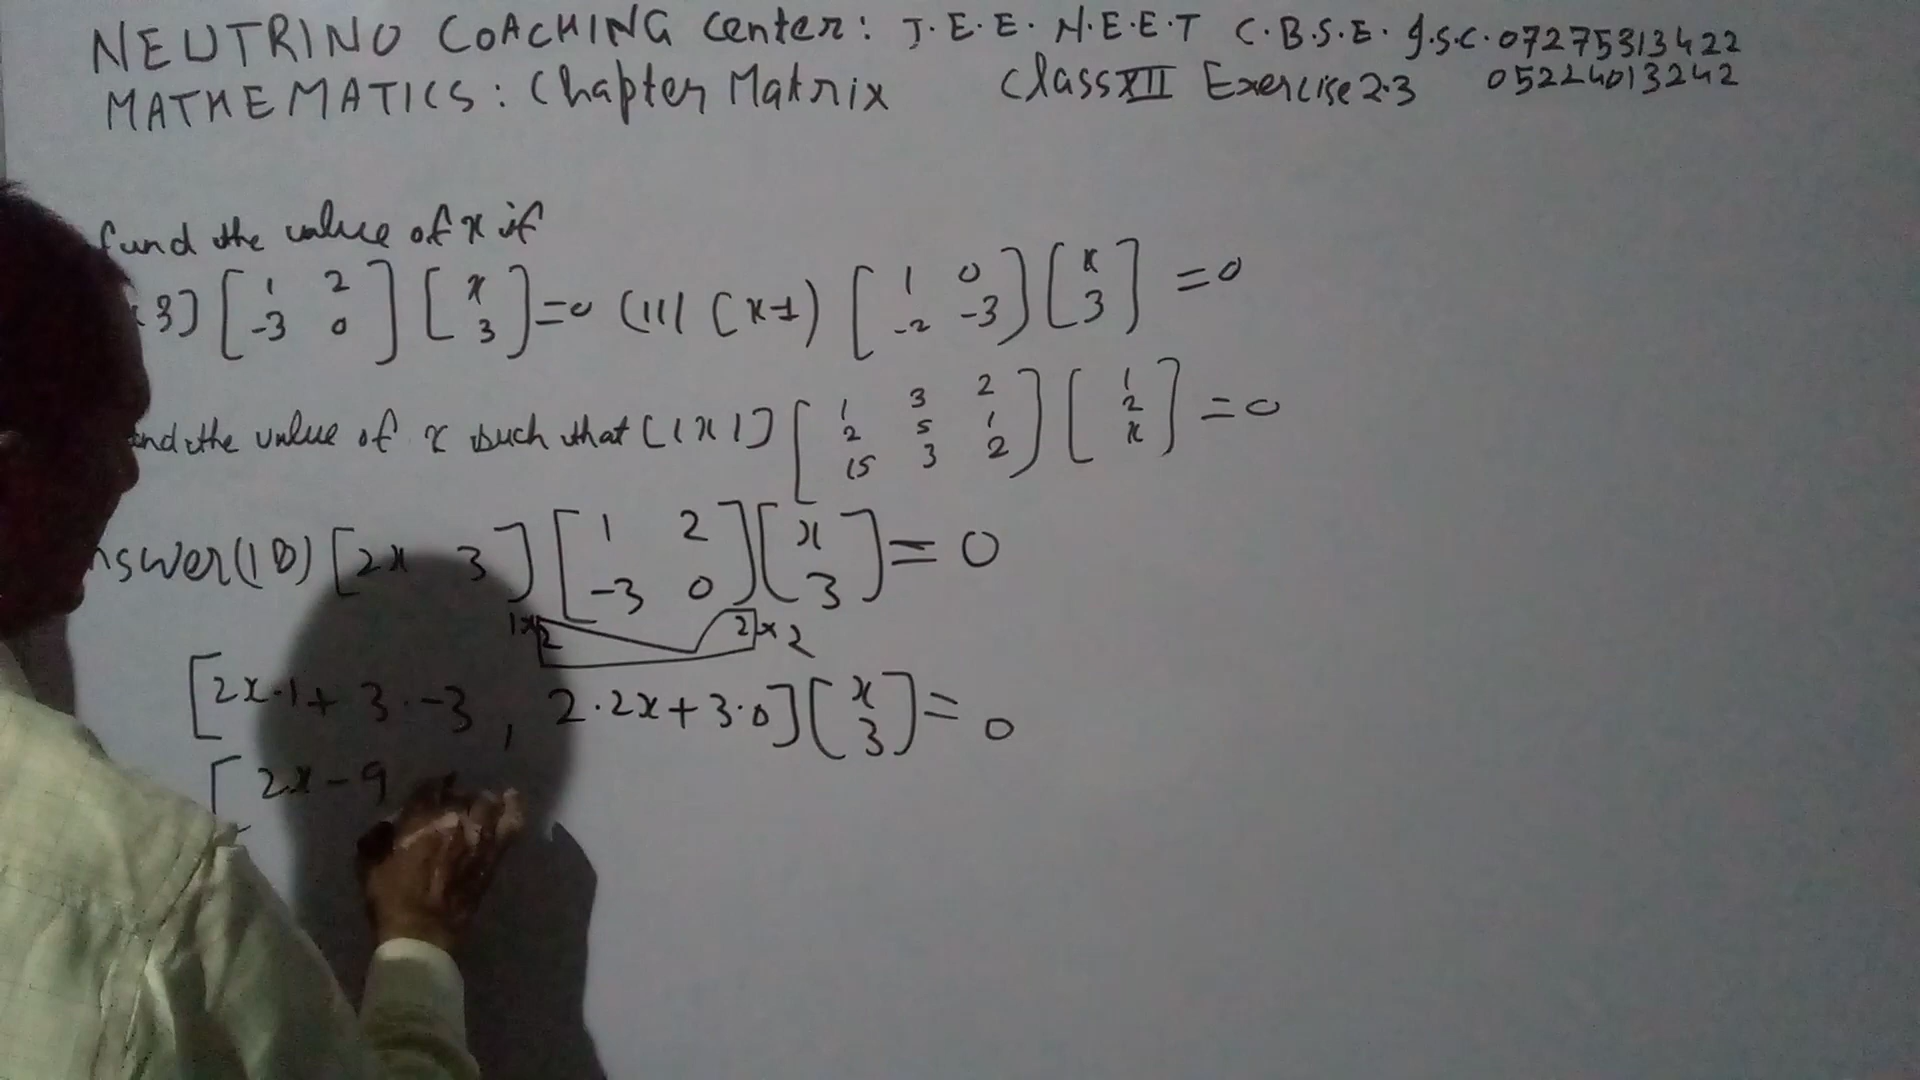 NEUTRINO COACHING Center: J.E.E. N.E.E.T C.B.S.E. I.S.C. 07275313422
MATHEMATICS: Chapter Matrix Class XII Exercise 2.3 05224013242
find the value of x if
3] [1 2 -3 0] [x 3] = 0 (11) (x-1) [1 0 -2 -3] [x 3] = 0
nd the value of x such that [1 x 1] [1 3 2 2 5 1 15 3 2] [1 2 x] = 0
nswer (1 [2x 3] [1 2 -3 0] [x 3] = 0
1x2 2x2
[2x.1 + 3.-3, 2.2x + 3.0] [x 3] = 0
[2x - 9